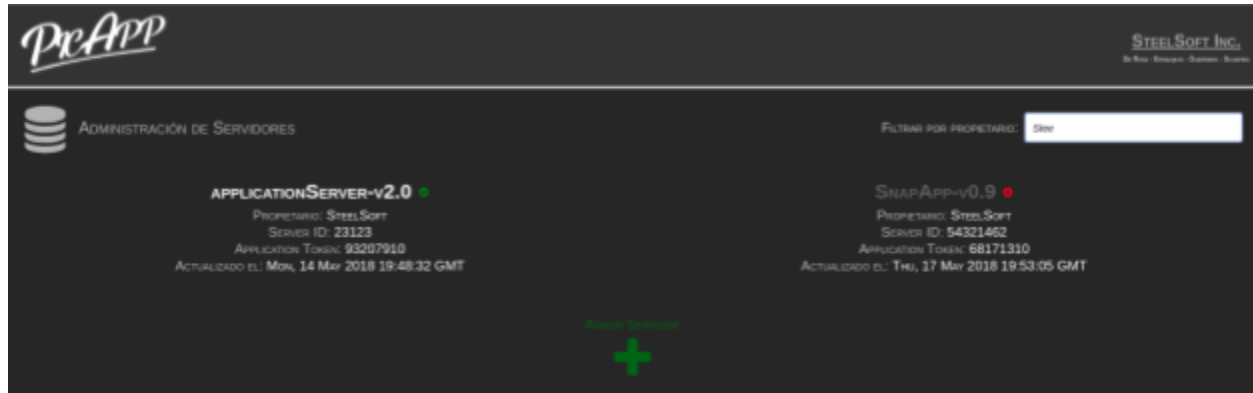 PicApp
SteelSoft Inc.
Administración de Servidores
Filtrar por propietario:
Stee
applicationServer-v2.0
Propietario: SteelSoft
Server ID: 23123
Application Token: 93207910
Actualizado el: Mon, 14 May 2018 19:48:32 GMT
SnapApp-v0.9
Propietario: SteelSoft
Server ID: 54321462
Application Token: 68171310
Actualizado el: Thu, 17 May 2018 19:53:05 GMT
Añadir Servidor